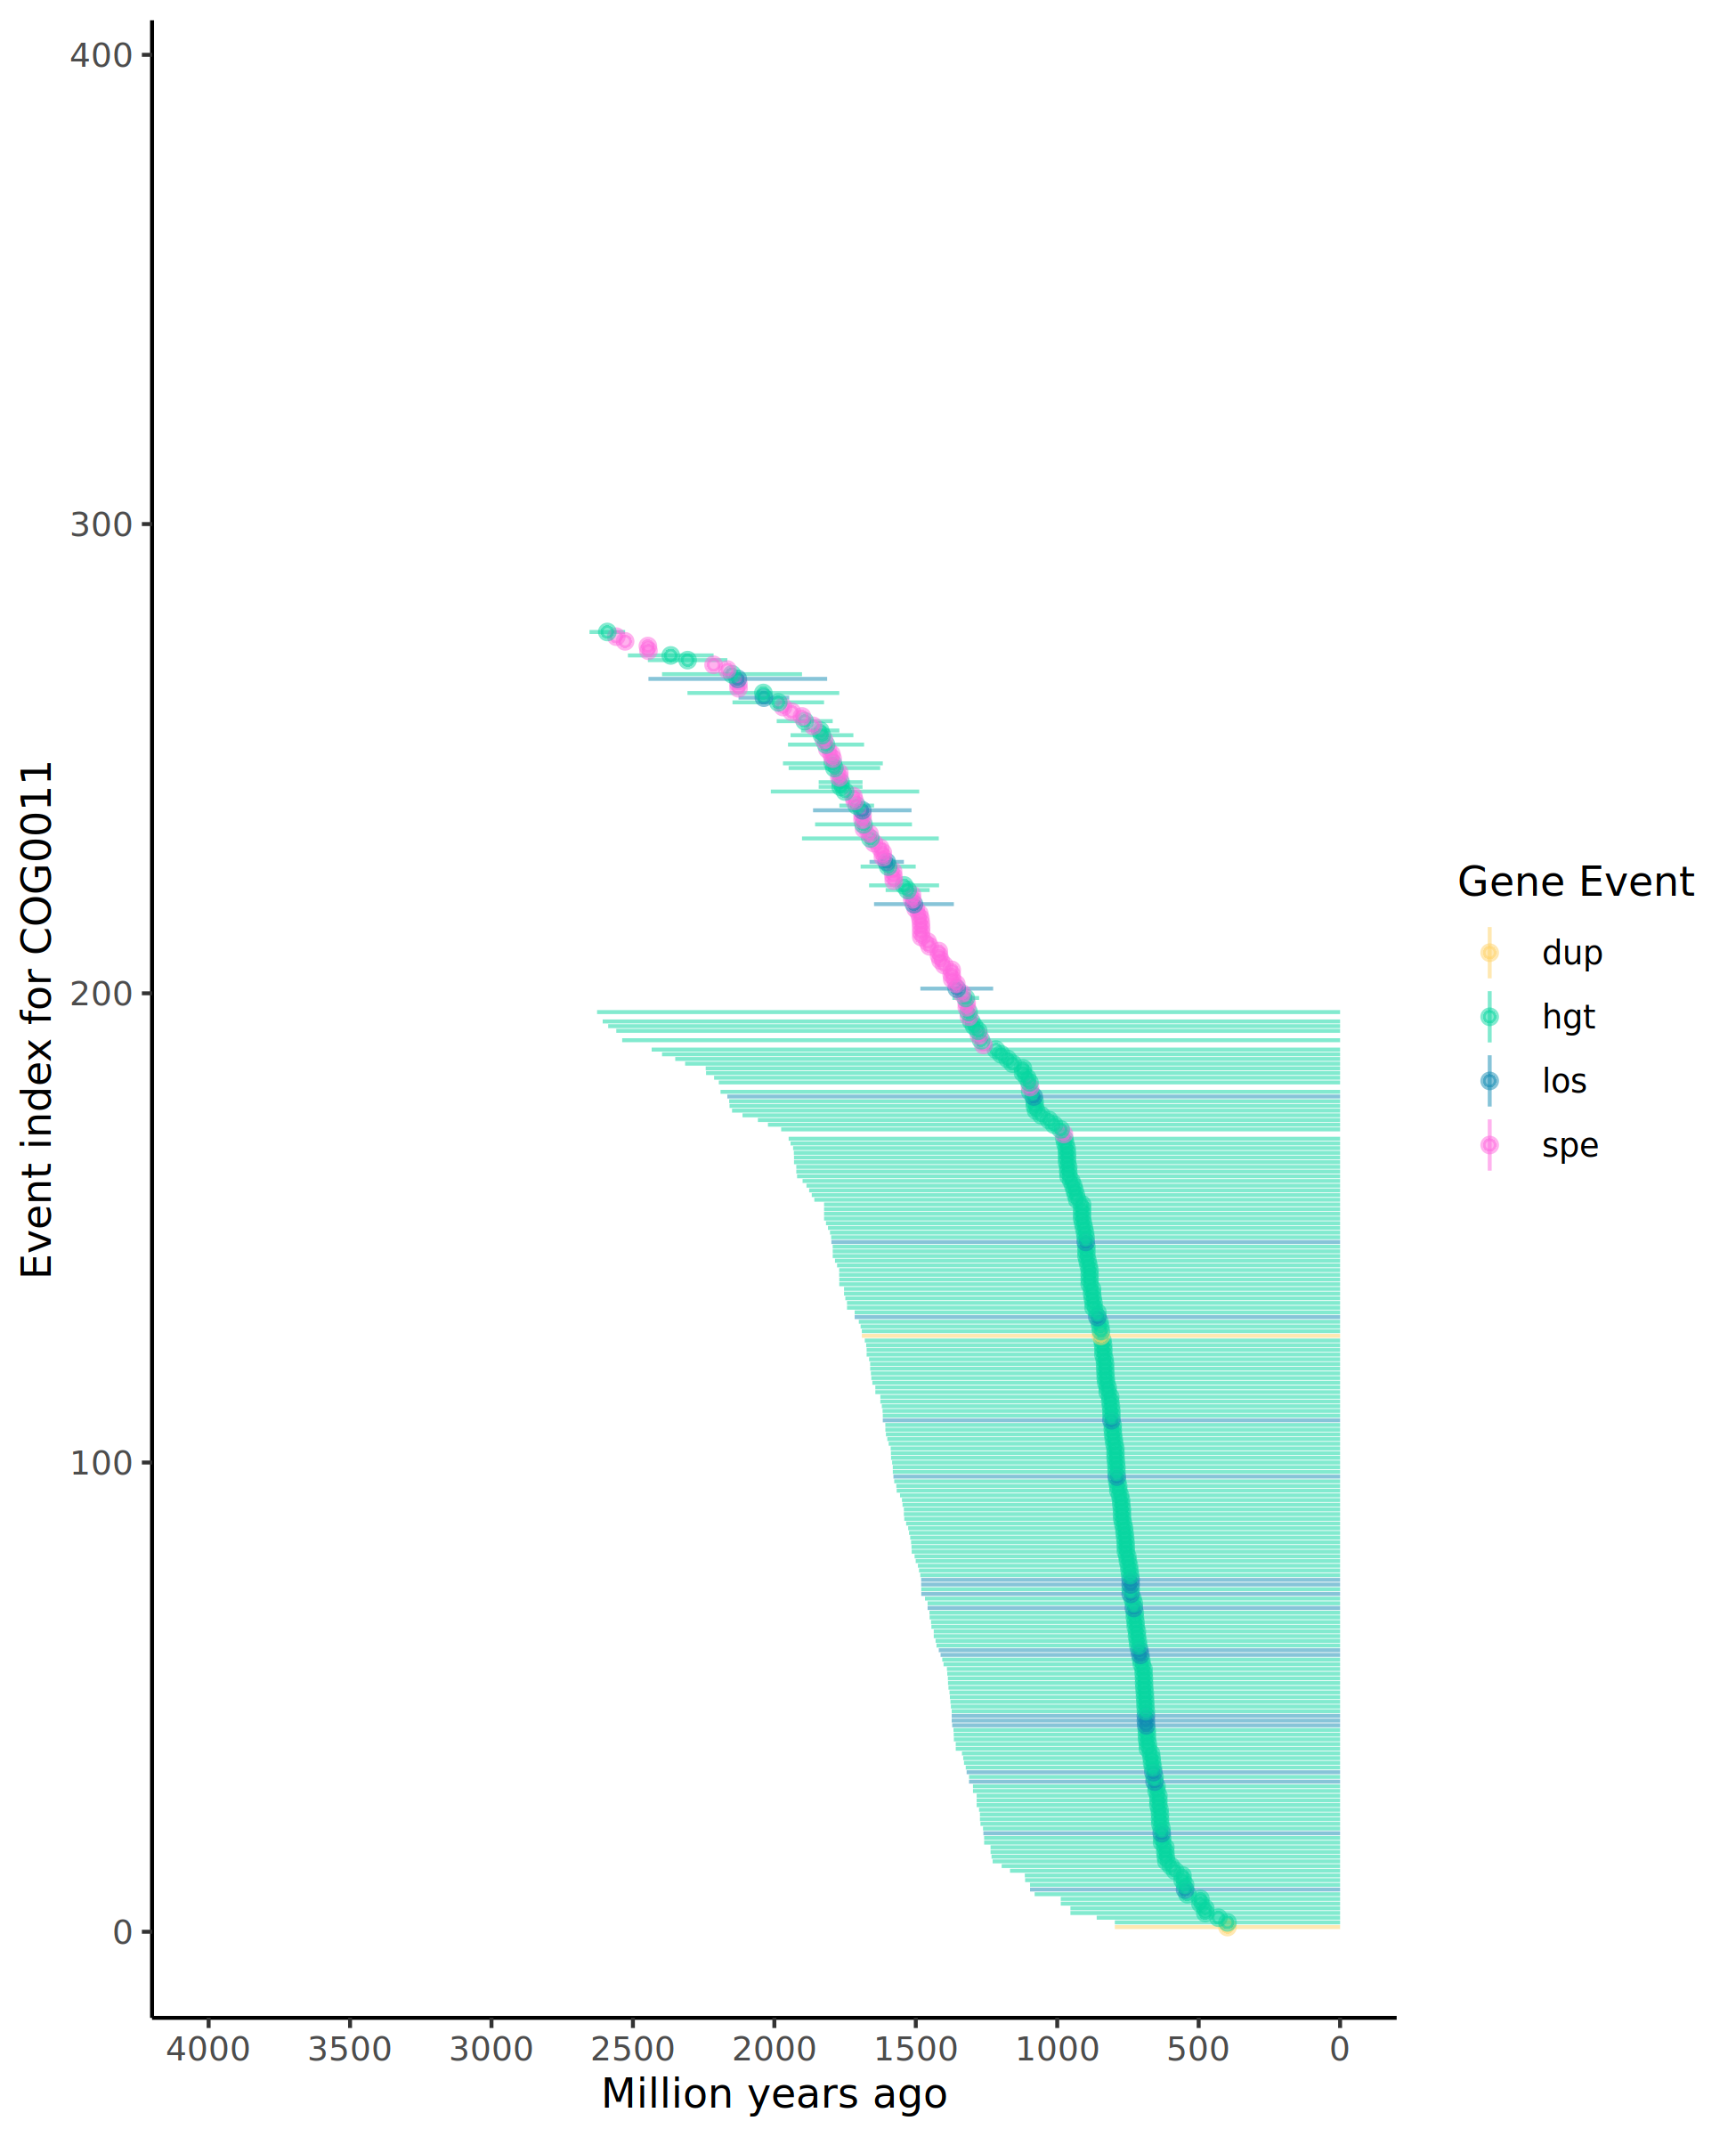 400
300
200
100
0
Event index for COG0011
4000 3500 3000 2500 2000 1500 1000 500 0
Million years ago
Gene Event
dup
hgt
los
spe